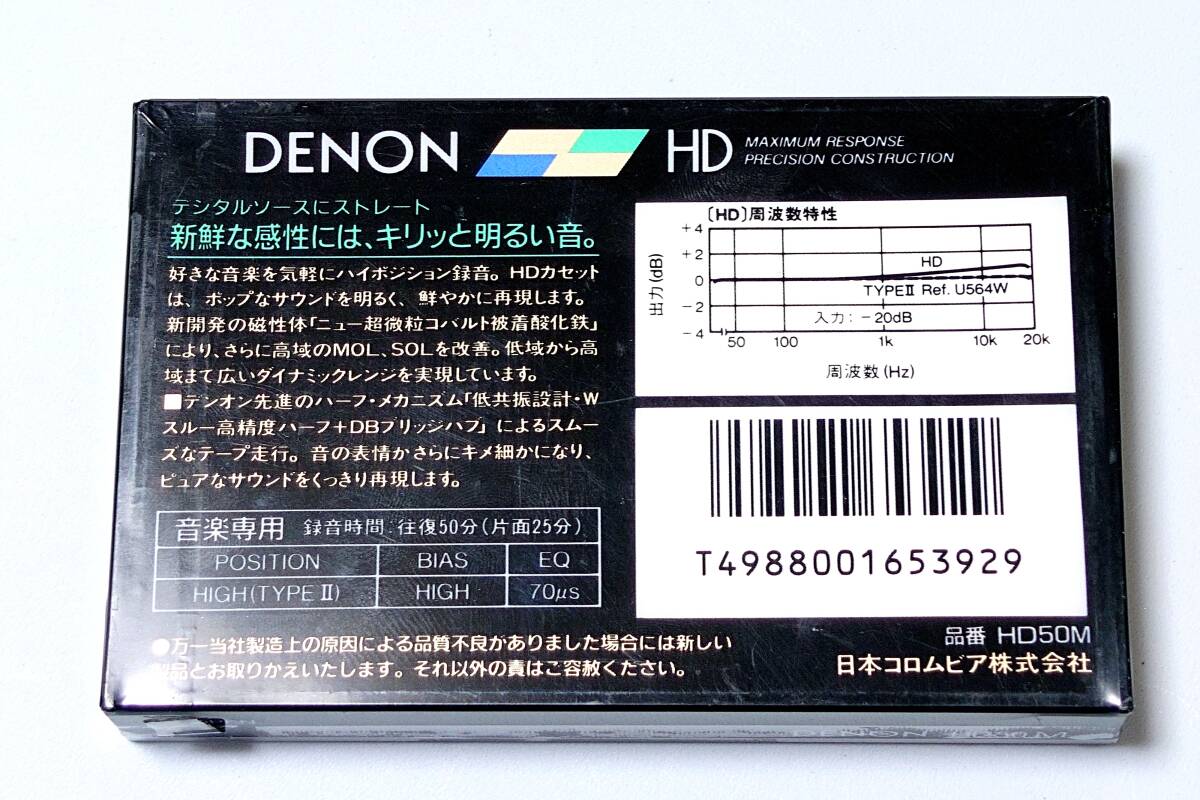 DENON HD MAXIMUM RESPONSE
PRECISION CONSTRUCTION
デジタルソースにストレート
新鮮な感性には、キリッと明るい音。
好きな音楽を気軽にハイポジション録音。HDカセット
は、ポップなサウンドを明るく、鮮やかに再現します。
新開発の磁性体「ニュー超微粒コバルト被着酸化鉄」
により、さらに高域のMOL、SOLを改善。低域から高
域まで広いダイナミックレンジを実現しています。
■デンオン先進のハーフ・メカニズム「低共振設計・W
スルー高精度ハーフ+DBブリッジハブ」によるスムー
ズなテープ走行。音の表情がさらにキメ細かになり、
ピュアなサウンドをくっきり再現します。
音楽専用 録音時間:往復50分(片面25分)
POSITION BIAS EQ
HIGH(TYPE II) HIGH 70μs
●万一当社製造上の原因による品質不良がありました場合には新しい
製品とお取りかえいたします。それ以外の責はご容赦ください。
〔HD〕周波数特性
+4
+2
0
-2
-4
出力(dB)
HD
TYPEII Ref. U564W
入力: -20dB
50 100 1k 10k 20k
周波数(Hz)
T4988001653929
品番 HD50M
日本コロムビア株式会社